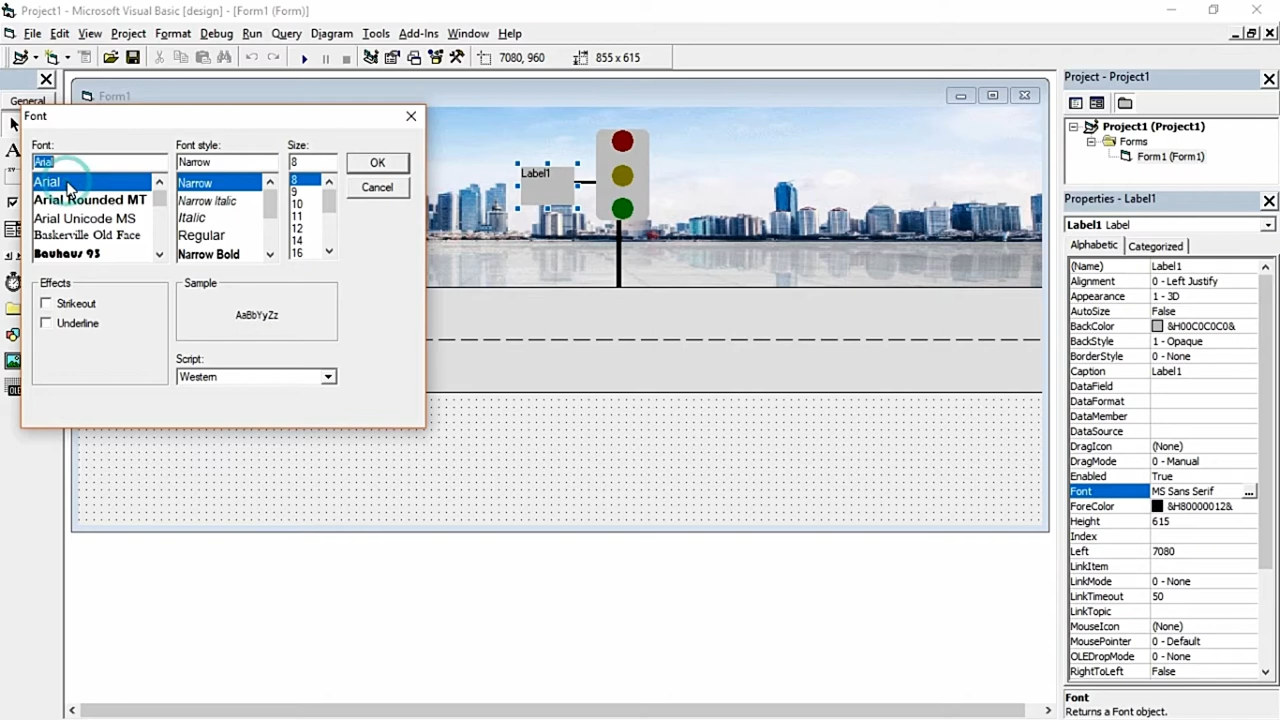 Project1 - Microsoft Visual Basic [design] - [Form1 (Form)]
File Edit View Project Format Debug Run Query Diagram Tools Add-Ins Window Help
7080, 960 855 x 615
General
Form1
Font
Font: Font style: Size:
Arial Narrow 8
OK
Cancel
Arial
Arial Rounded MT
Arial Unicode MS
Baskerville Old Face
Bauhaus 93
Narrow
Narrow Italic
Italic
Regular
Narrow Bold
8
9
10
11
12
14
16
Effects
Strikeout
Underline
Sample
AaBbYyZz
Script:
Western
Label1
Project - Project1
Project1 (Project1)
Forms
Form1 (Form1)
Properties - Label1
Label1 Label
Alphabetic Categorized
(Name) Label1
Alignment 0 - Left Justify
Appearance 1 - 3D
AutoSize False
BackColor &H00C0C0C0&
BackStyle 1 - Opaque
BorderStyle 0 - None
Caption Label1
DataField
DataFormat
DataMember
DataSource
DragIcon (None)
DragMode 0 - Manual
Enabled True
Font MS Sans Serif ...
ForeColor &H80000012&
Height 615
Index
Left 7080
LinkItem
LinkMode 0 - None
LinkTimeout 50
LinkTopic
MouseIcon (None)
MousePointer 0 - Default
OLEDropMode 0 - None
RightToLeft False
Font
Returns a Font object.